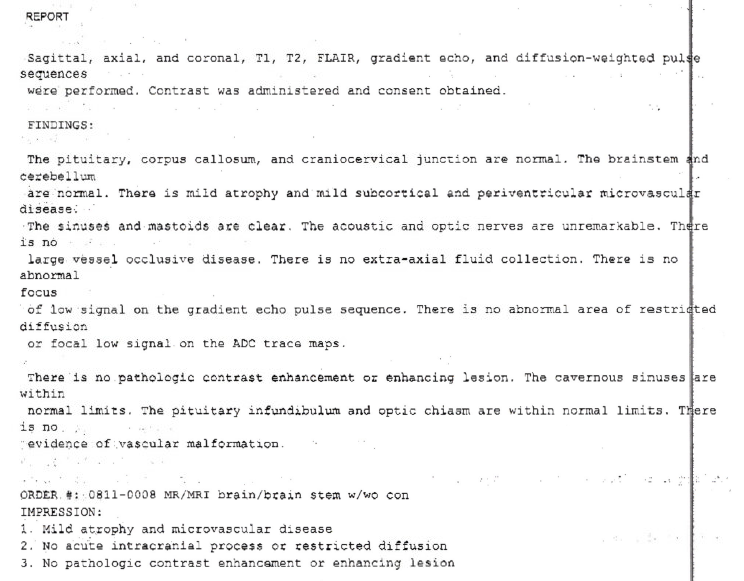 REPORT
Sagittal, axial, and coronal, T1, T2, FLAIR, gradient echo, and diffusion-weighted pulse
sequences
were performed. Contrast was administered and consent obtained.
FINDINGS:
The pituitary, corpus callosum, and craniocervical junction are normal. The brainstem and
cerebellum
are normal. There is mild atrophy and mild subcortical and periventricular microvascular
disease.
The sinuses and mastoids are clear. The acoustic and optic nerves are unremarkable. There
is no
large vessel occlusive disease. There is no extra-axial fluid collection. There is no
abnormal
focus
of low signal on the gradient echo pulse sequence. There is no abnormal area of restricted
diffusion
or focal low signal on the ADC trace maps.
There is no pathologic contrast enhancement or enhancing lesion. The cavernous sinuses are
within
normal limits. The pituitary infundibulum and optic chiasm are within normal limits. There
is no
evidence of vascular malformation.
ORDER #: 0811-0008 MR/MRI brain/brain stem w/wo con
IMPRESSION:
1. Mild atrophy and microvascular disease
2. No acute intracranial process or restricted diffusion
3. No pathologic contrast enhancement or enhancing lesion